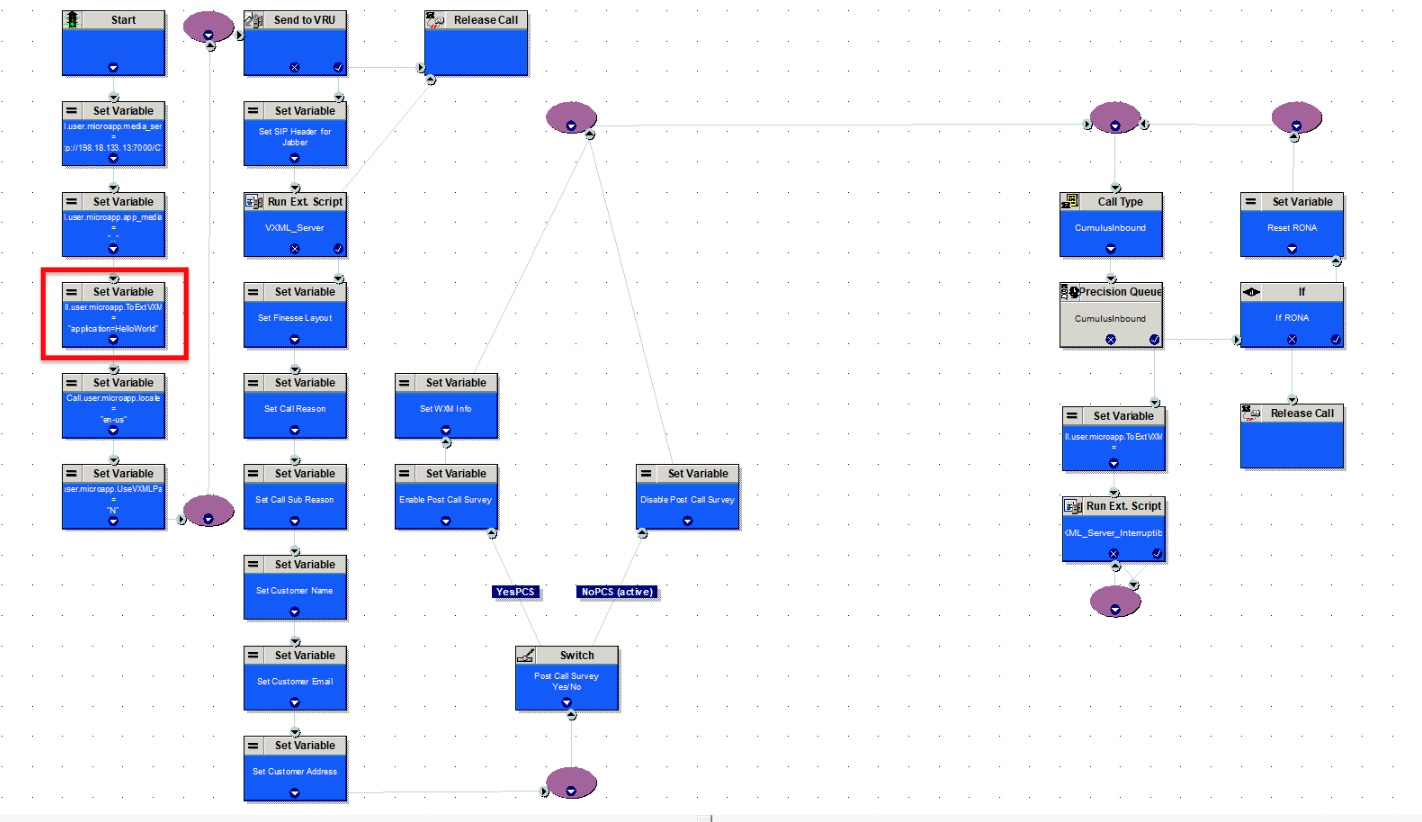 Start
Set Variable
l.user.microapp.media_ser
=
p://198.18.133.13:7000/C
Set Variable
l.user.microapp.app_media
=
".."
Set Variable
ll.user.microapp.ToExtVXM
=
"application=HelloWorld"
Set Variable
Call.user.microapp.locale
=
"en-us"
Set Variable
user.microapp.UseVXMLPa
=
"N"
Send to VRU
Set Variable
Set SIP Header for
Jabber
Run Ext. Script
VXML_Server
Set Variable
Set Finesse Layout
Set Variable
Set Call Reason
Set Variable
Set Call Sub Reason
Set Variable
Set Customer Name
Set Variable
Set Customer Email
Set Variable
Set Customer Address
Release Call
Set Variable
Set WXM Info
Set Variable
Enable Post Call Survey
Set Variable
Disable Post Call Survey
YesPCS
NoPCS (active)
Switch
Post Call Survey
Yes/No
Call Type
CumulusInbound
Precision Queue
CumulusInbound
Set Variable
ll.user.microapp.ToExtVXM
=
Run Ext. Script
XML_Server_Interruptib
Set Variable
Reset RONA
If
If RONA
Release Call